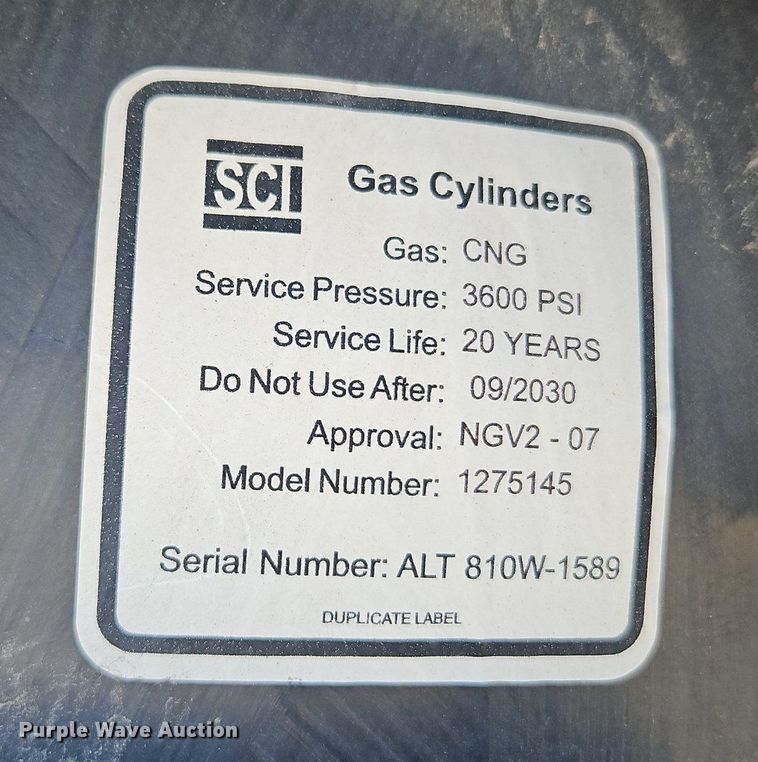 SCI
Gas Cylinders
Gas: CNG
Service Pressure: 3600 PSI
Service Life: 20 YEARS
Do Not Use After: 09/2030
Approval: NGV2 - 07
Model Number: 1275145
Serial Number: ALT 810W-1589
DUPLICATE LABEL
Purple Wave Auction